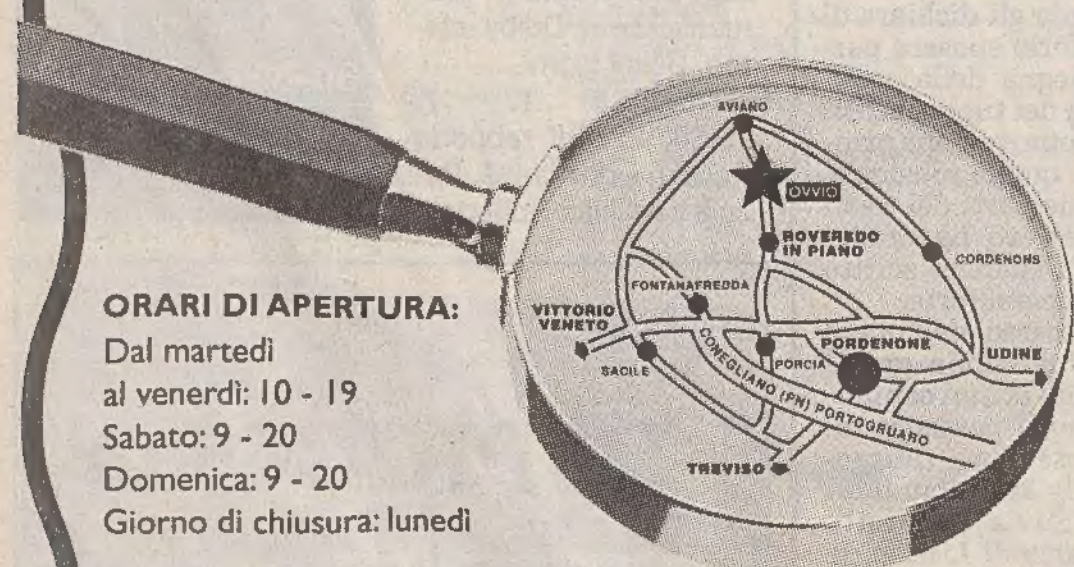 ORARI DI APERTURA:
Dal martedì
al venerdì: 10 - 19
Sabato: 9 - 20
Domenica: 9 - 20
Giorno di chiusura: lunedì
AVIANO
OVVIO
ROVEREDO
IN PIANO
CORDENONS
FONTANAFREDDA
VITTORIO
VENETO
PORDENONE
UDINE
SACILE
PORCIA
CONEGLIANO (PN) PORTOGRUARO
TREVISO